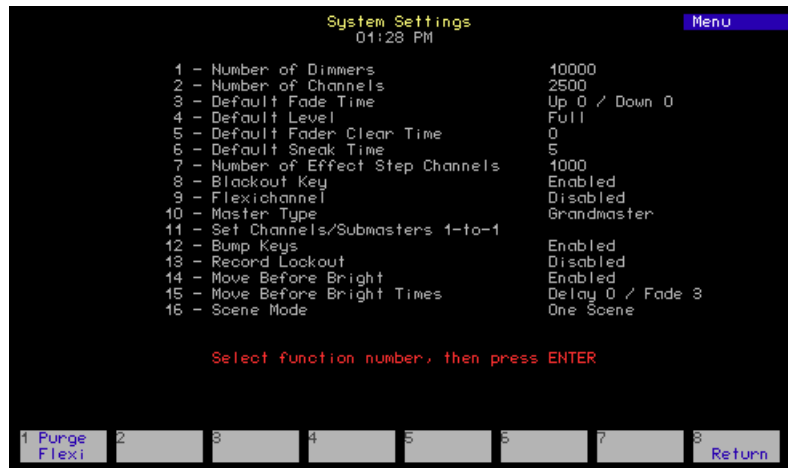 System Settings
Menu
01:28 PM
1 - Number of Dimmers 10000
2 - Number of Channels 2500
3 - Default Fade Time Up 0 / Down 0
4 - Default Level Full
5 - Default Fader Clear Time 0
6 - Default Sneak Time 5
7 - Number of Effect Step Channels 1000
8 - Blackout Key Enabled
9 - Flexichannel Disabled
10 - Master Type Grandmaster
11 - Set Channels/Submasters 1-to-1
12 - Bump Keys Enabled
13 - Record Lockout Disabled
14 - Move Before Bright Enabled
15 - Move Before Bright Times Delay 0 / Fade 3
16 - Scene Mode One Scene
Select function number, then press ENTER
1 Purge 2 3 4 5 6 7 8
Flexi Return